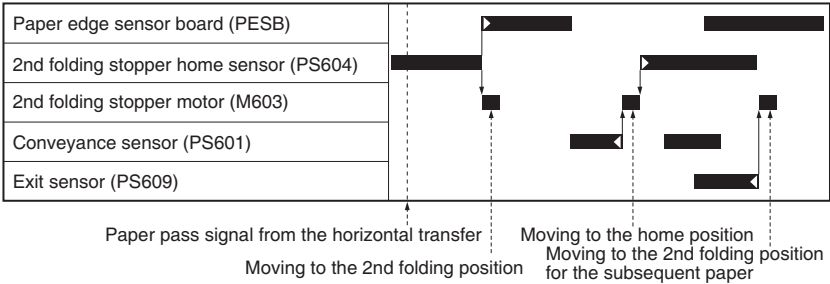 Paper edge sensor board (PESB)
2nd folding stopper home sensor (PS604)
2nd folding stopper motor (M603)
Conveyance sensor (PS601)
Exit sensor (PS609)
Paper pass signal from the horizontal transfer
Moving to the home position
Moving to the 2nd folding position
Moving to the 2nd folding position
for the subsequent paper